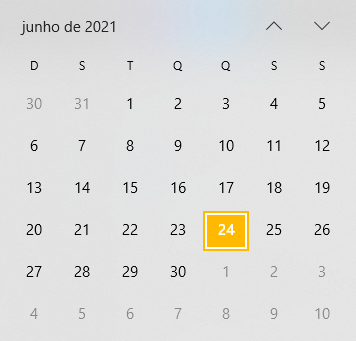 junho de 2021
D S T Q Q S S
30 31 1 2 3 4 5
6 7 8 9 10 11 12
13 14 15 16 17 18 19
20 21 22 23 24 25 26
27 28 29 30 1 2 3
4 5 6 7 8 9 10